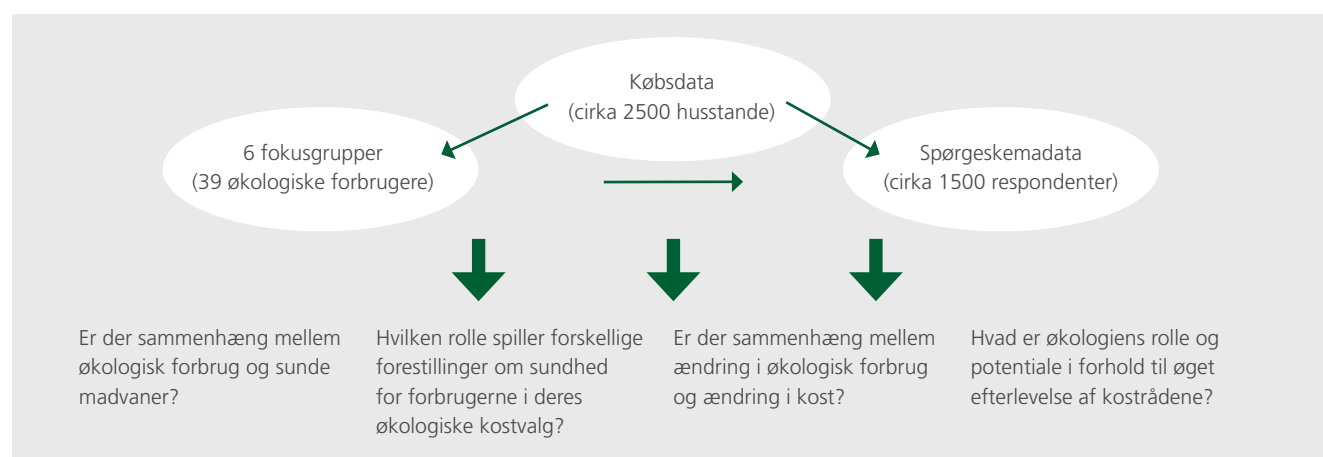 Købsdata
(cirka 2500 husstande)
6 fokusgrupper
(39 økologiske forbrugere)
Spørgeskemadata
(cirka 1500 respondenter)
Er der sammenhæng mellem
økologisk forbrug og sunde
madvaner?
Hvilken rolle spiller forskellige
forestillinger om sundhed
for forbrugerne i deres
økologiske kostvalg?
Er der sammenhæng mellem
ændring i økologisk forbrug
og ændring i kost?
Hvad er økologiens rolle og
potentiale i forhold til øget
efterlevelse af kostrådene?